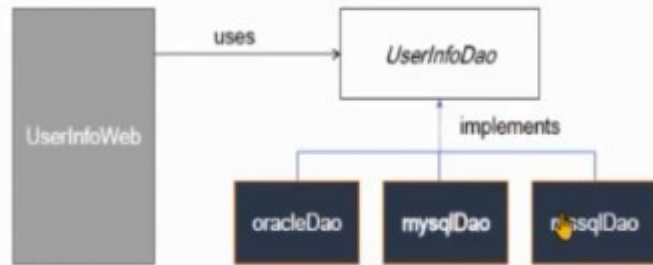 uses
UserInfoDao
UserInfoWeb
implements
oracleDao
mysqlDao